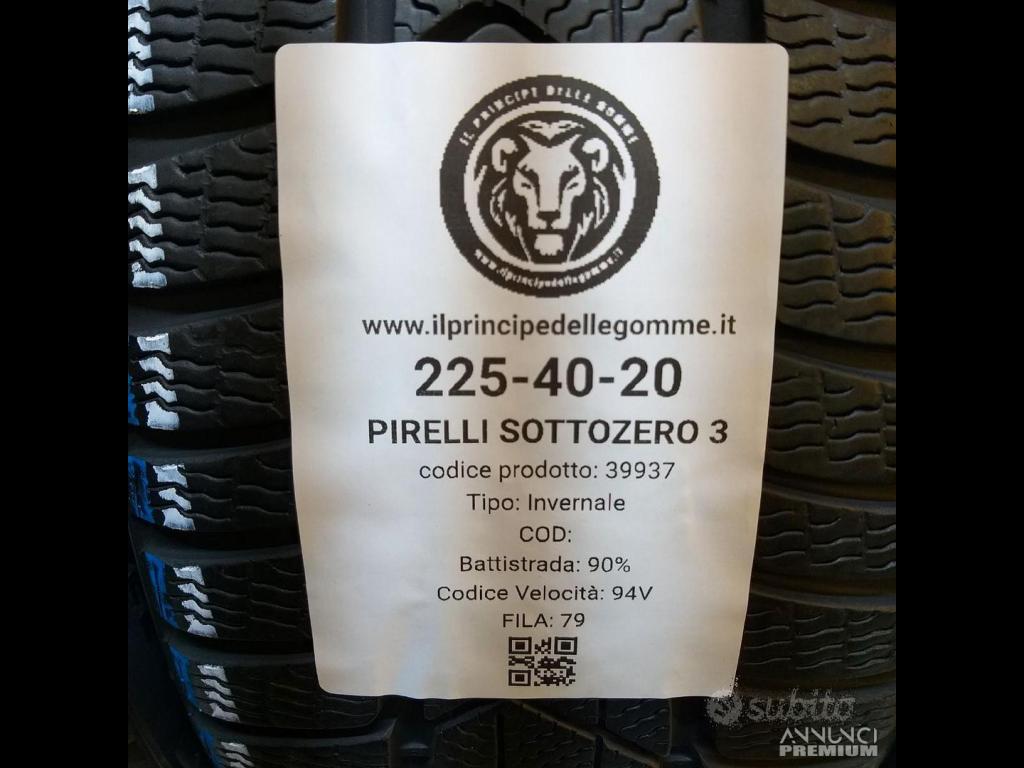 IL PRINCIPE DELLE GOMME
www.ilprincipedellegomme.it
www.ilprincipedellegomme.it
225-40-20
PIRELLI SOTTOZERO 3
codice prodotto: 39937
Tipo: Invernale
COD:
Battistrada: 90%
Codice Velocità: 94V
FILA: 79
subito
ANNUNCI
PREMIUM